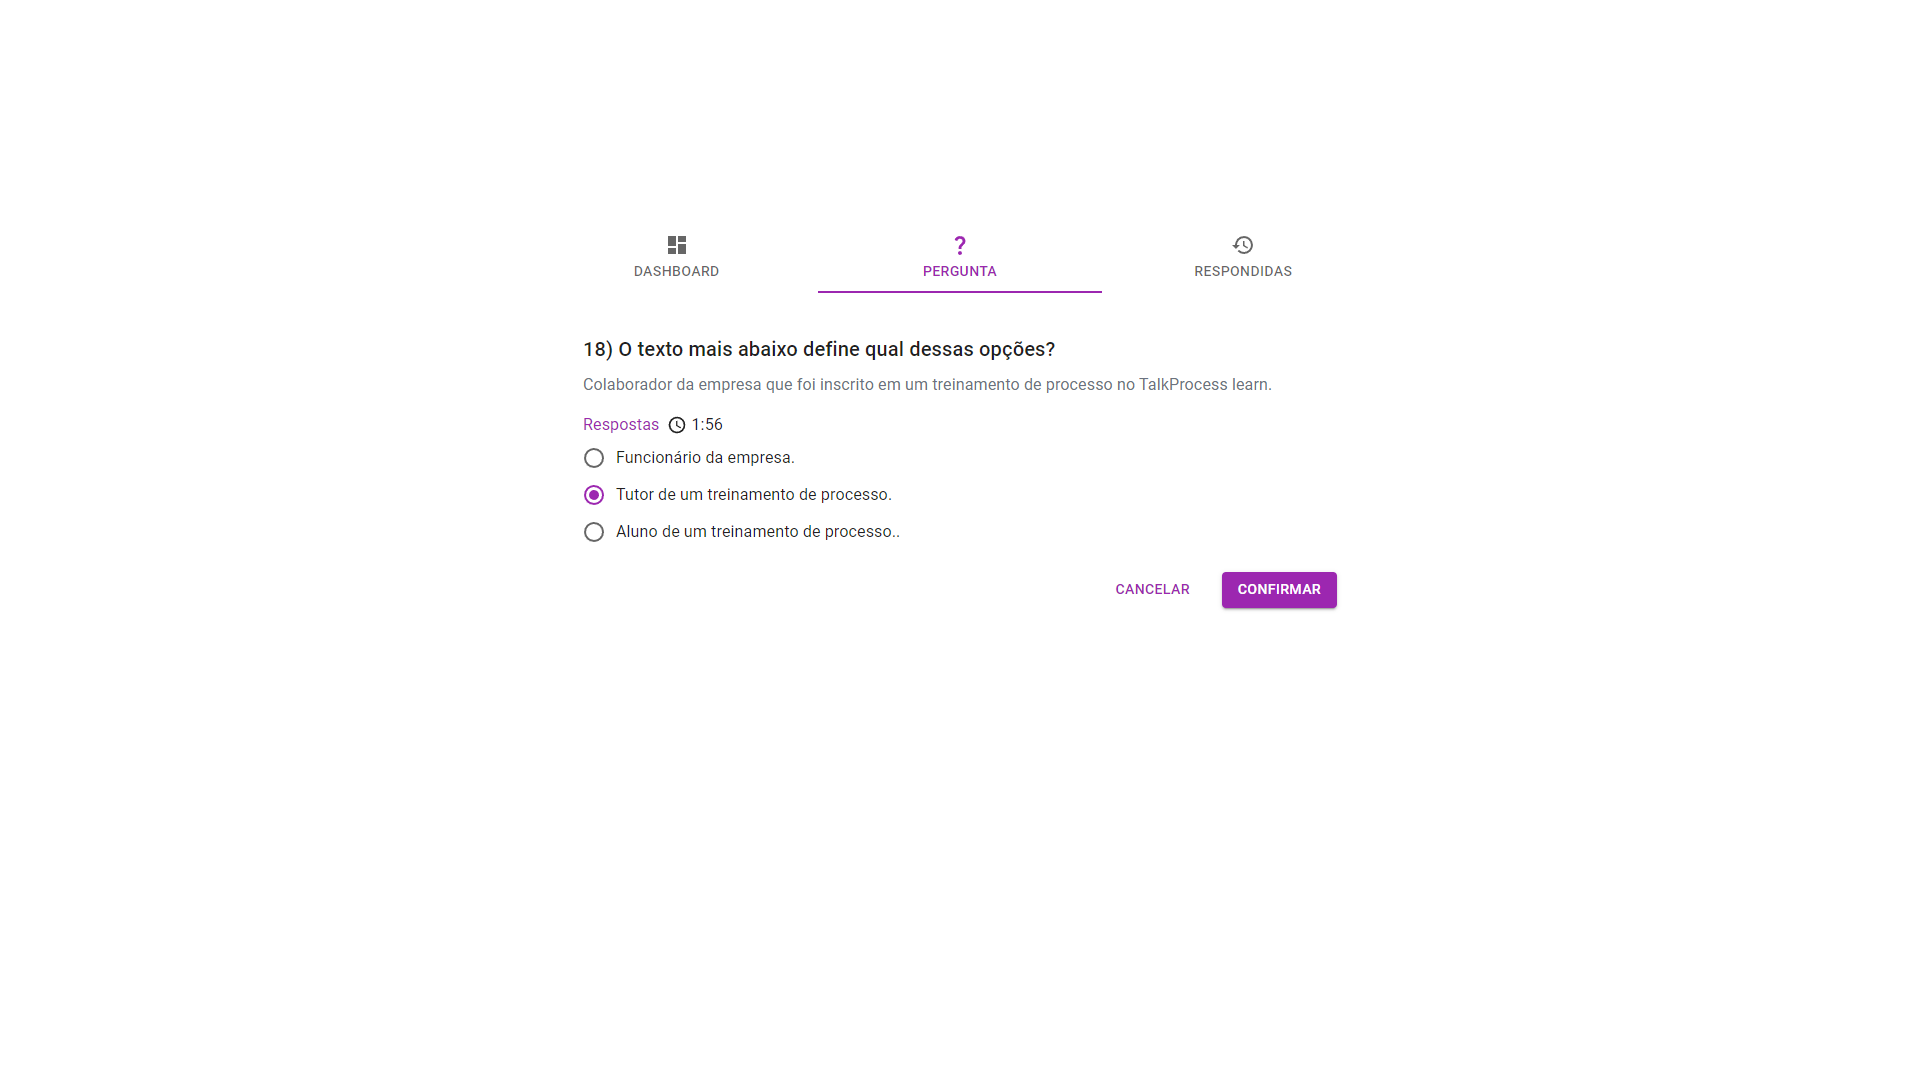 DASHBOARD
PERGUNTA
RESPONDIDAS
18) O texto mais abaixo define qual dessas opções?
Colaborador da empresa que foi inscrito em um treinamento de processo no TalkProcess learn.
Respostas 1:56
Funcionário da empresa.
Tutor de um treinamento de processo.
Aluno de um treinamento de processo..
CANCELAR
CONFIRMAR